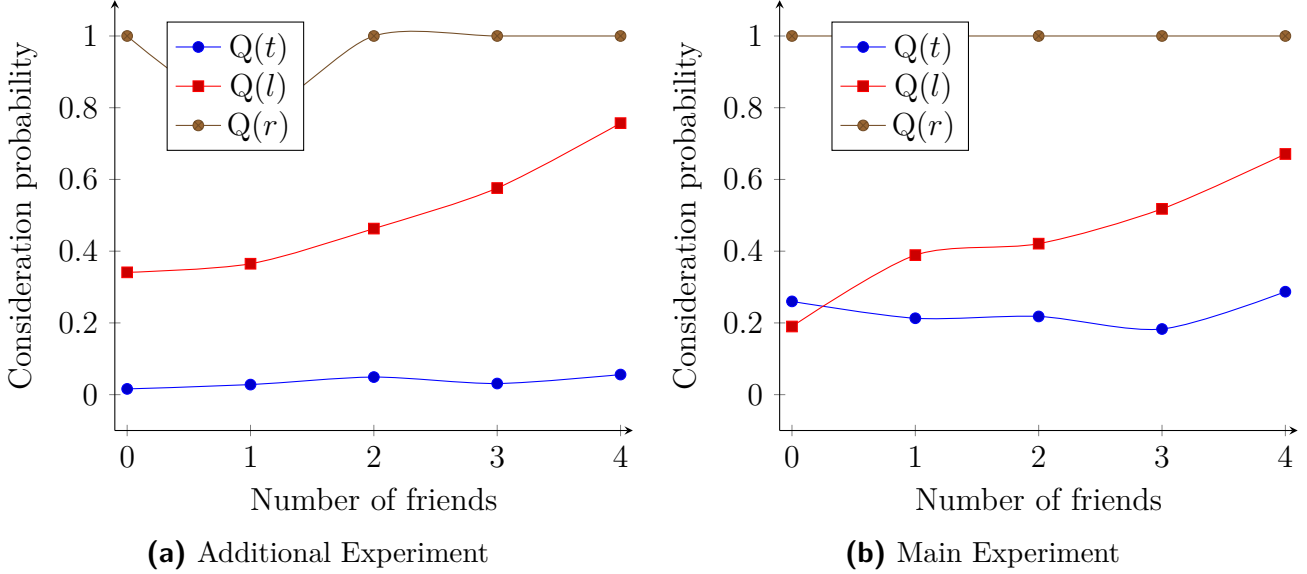 1
0.8
0.6
0.4
0.2
0
Consideration probability
Q(t)
Q(l)
Q(r)
0 1 2 3 4
Number of friends
(a) Additional Experiment
1
0.8
0.6
0.4
0.2
0
Consideration probability
Q(t)
Q(l)
Q(r)
0 1 2 3 4
Number of friends
(b) Main Experiment